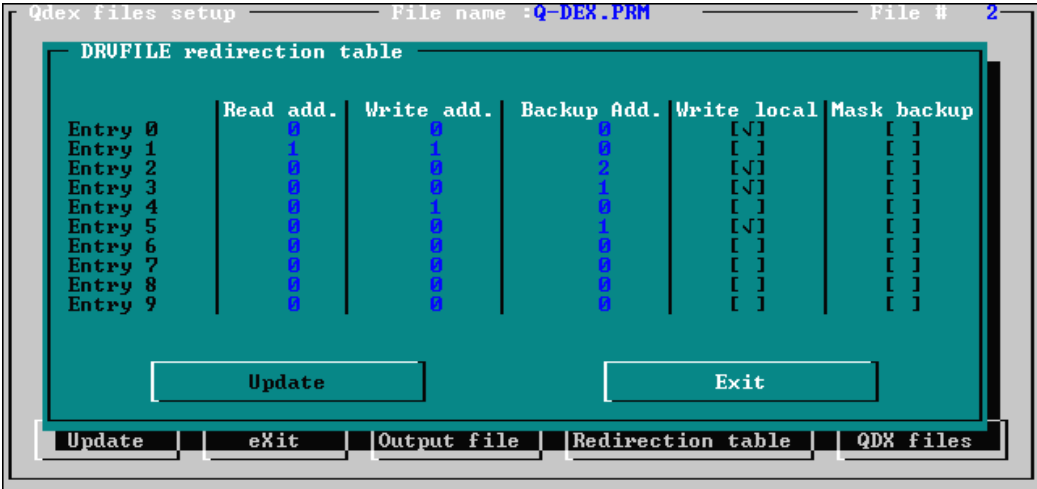 Qdex files setup File name :Q-DEX.PRM File # 2
DRVFILE redirection table
Read add. Write add. Backup Add. Write local Mask backup
Entry 0 0 0 0 [√] [ ]
Entry 1 1 1 0 [ ] [ ]
Entry 2 0 0 2 [√] [ ]
Entry 3 0 0 1 [√] [ ]
Entry 4 0 1 0 [ ] [ ]
Entry 5 0 0 1 [√] [ ]
Entry 6 0 0 0 [ ] [ ]
Entry 7 0 0 0 [ ] [ ]
Entry 8 0 0 0 [ ] [ ]
Entry 9 0 0 0 [ ] [ ]
Update Exit
Update eXit Output file Redirection table QDX files